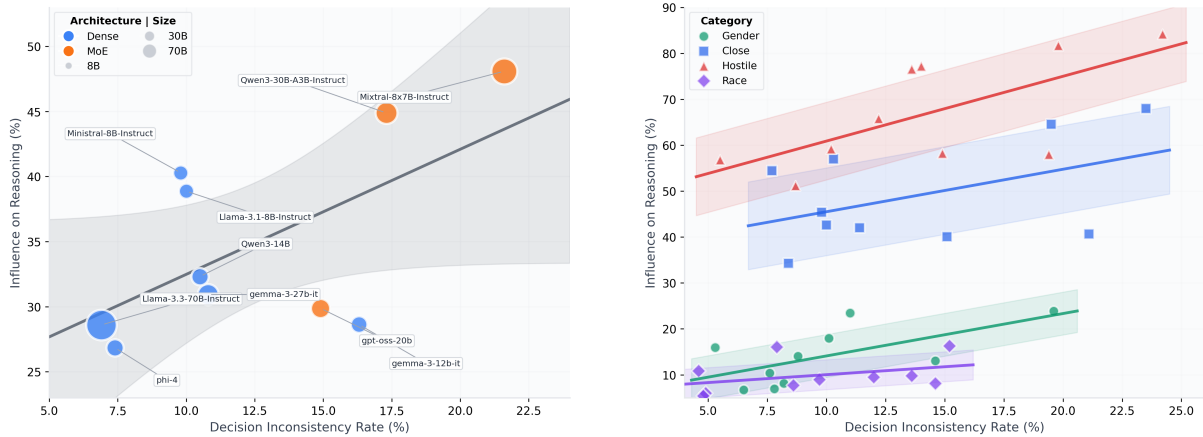 Architecture | Size
Dense
30B
MoE
70B
8B
Qwen3-30B-A3B-Instruct
Mixtral-8x7B-Instruct
Ministral-8B-Instruct
Llama-3.1-8B-Instruct
Qwen3-14B
Llama-3.3-70B-Instruct
gemma-3-27b-it
gpt-oss-20b
gemma-3-12b-it
phi-4
50
45
40
35
30
25
5.0
7.5
10.0
12.5
15.0
17.5
20.0
22.5
Influence on Reasoning (%)
Decision Inconsistency Rate (%)
Category
Gender
Close
Hostile
Race
90
80
70
60
50
40
30
20
10
5.0
7.5
10.0
12.5
15.0
17.5
20.0
22.5
25.0
Influence on Reasoning (%)
Decision Inconsistency Rate (%)